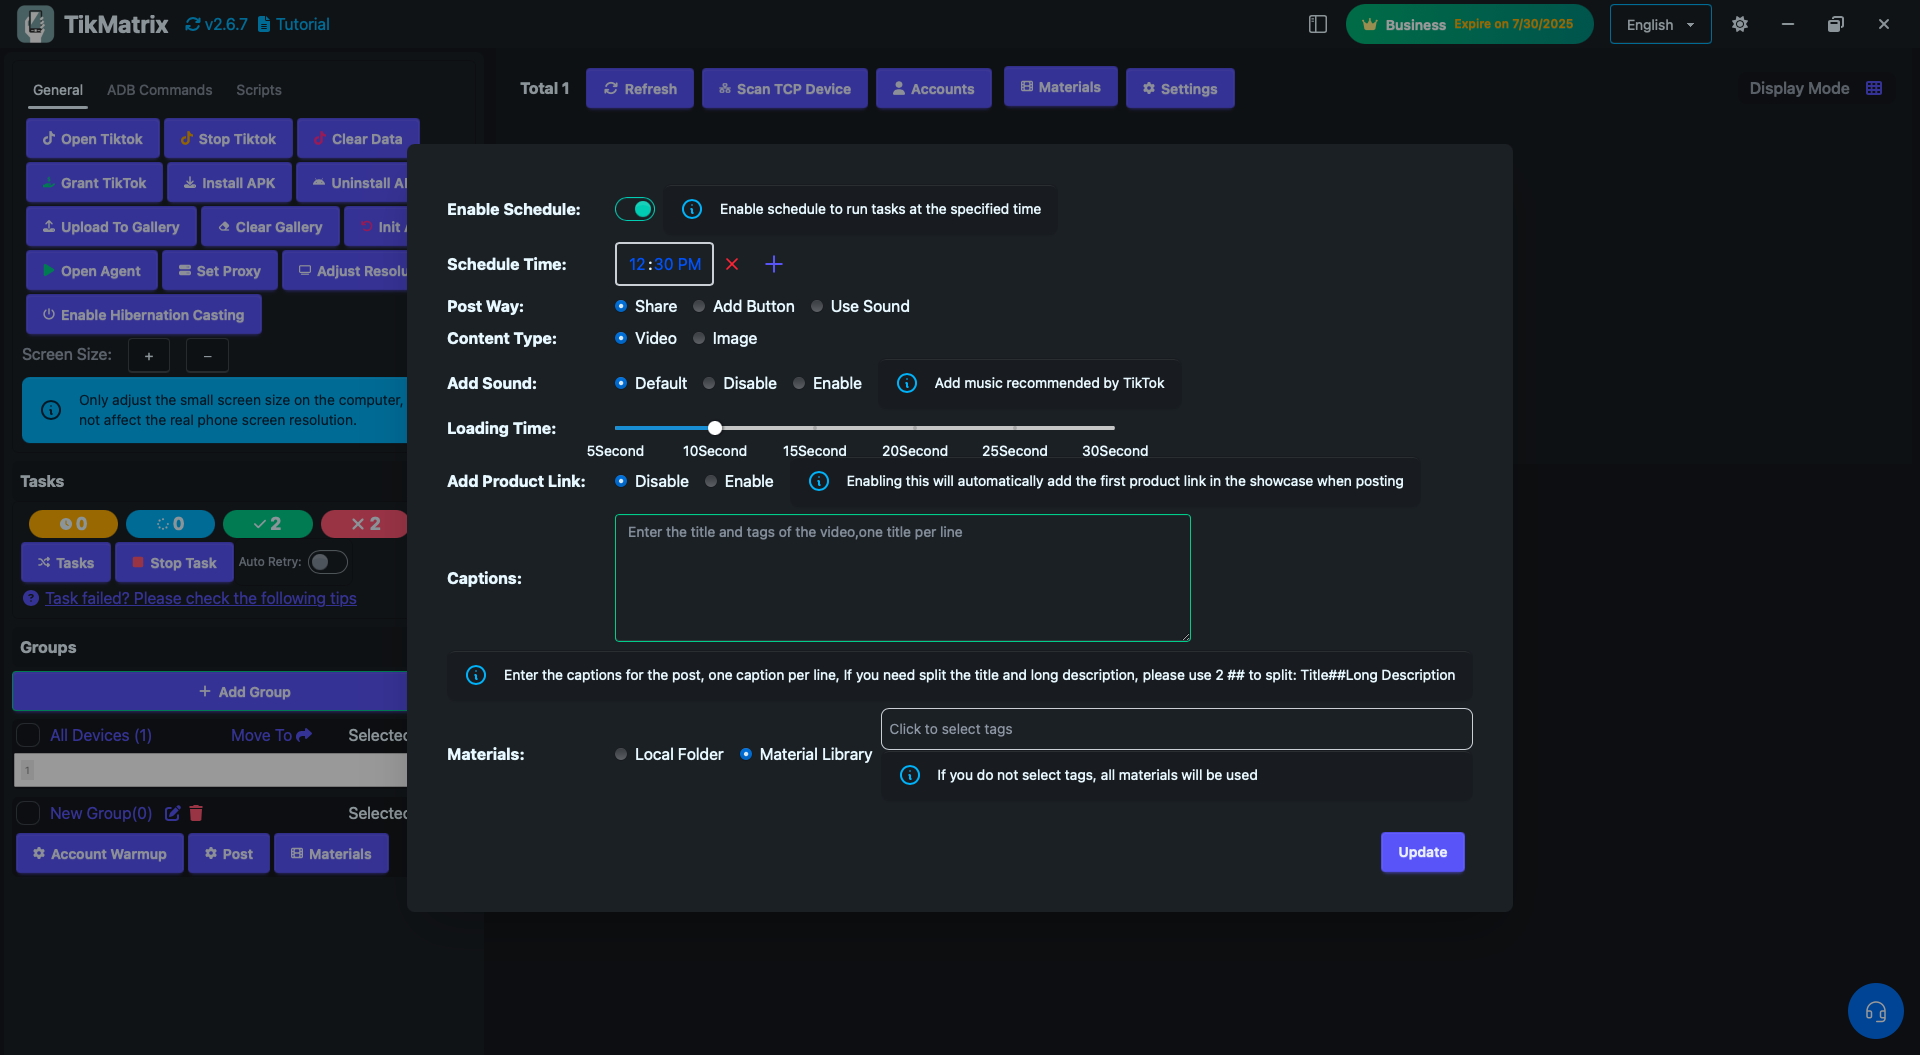 TikMatrix v2.6.7 Tutorial
Business Expire on 7/30/2025
English
General ADB Commands Scripts
Total 1 Refresh Scan TCP Device Accounts Materials Settings
Display Mode
Open Tiktok Stop Tiktok Clear Data
Grant TikTok Install APK Uninstall
Upload To Gallery Clear Gallery Init
Open Agent Set Proxy Adjust
Enable Hibernation Casting
Screen Size: + -
Only adjust the small screen size on the computer,
not affect the real phone screen resolution.
Tasks
0 0 2 2
Tasks Stop Task Auto Retry:
Task failed? Please check the following tips
Groups
+ Add Group
All Devices (1) Move To
1
New Group(0)
Account Warmup Post Materials
Enable Schedule: Enable schedule to run tasks at the specified time
Schedule Time: 12:30 PM
Post Way: Share Add Button Use Sound
Content Type: Video Image
Add Sound: Default Disable Enable Add music recommended by TikTok
Loading Time:
5Second 10Second 15Second 20Second 25Second 30Second
Add Product Link: Disable Enable Enabling this will automatically add the first product link in the showcase when posting
Enter the title and tags of the video,one title per line
Captions:
Enter the captions for the post, one caption per line, If you need split the title and long description, please use 2 ## to split: Title##Long Description
Click to select tags
Materials: Local Folder Material Library
If you do not select tags, all materials will be used
Update